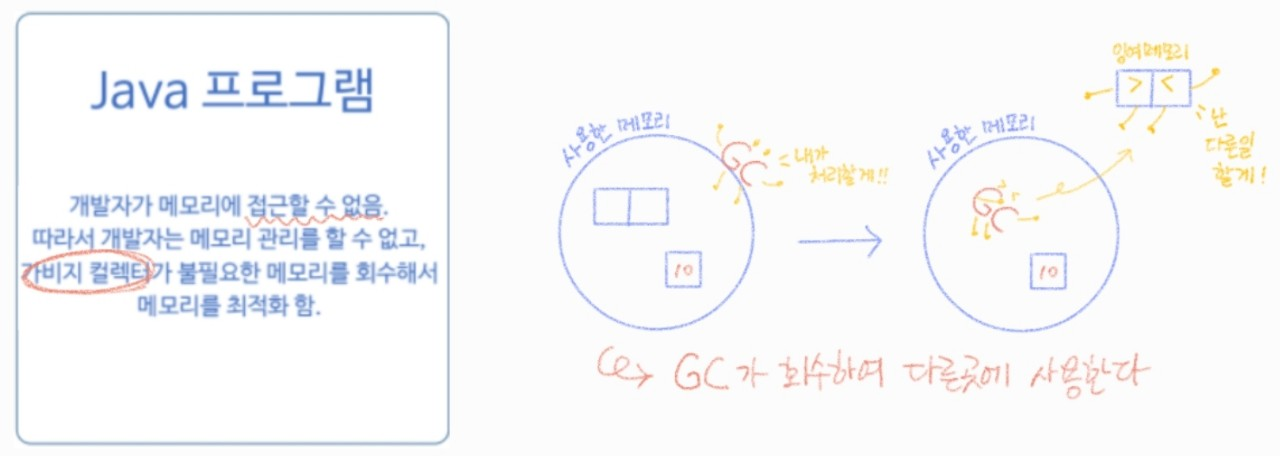 Java 프로그램
개발자가 메모리에 접근할 수 없음.
따라서 개발자는 메모리 관리를 할 수 없고,
가비지 컬렉터가 불필요한 메모리를 회수해서
메모리를 최적화 함.
사용한 메모리
GC
내가
처리할게!!
10
사용한 메모리
GC
10
잉여메모리
> <
난
다른일
할게!
GC가 회수하여 다른곳에 사용한다